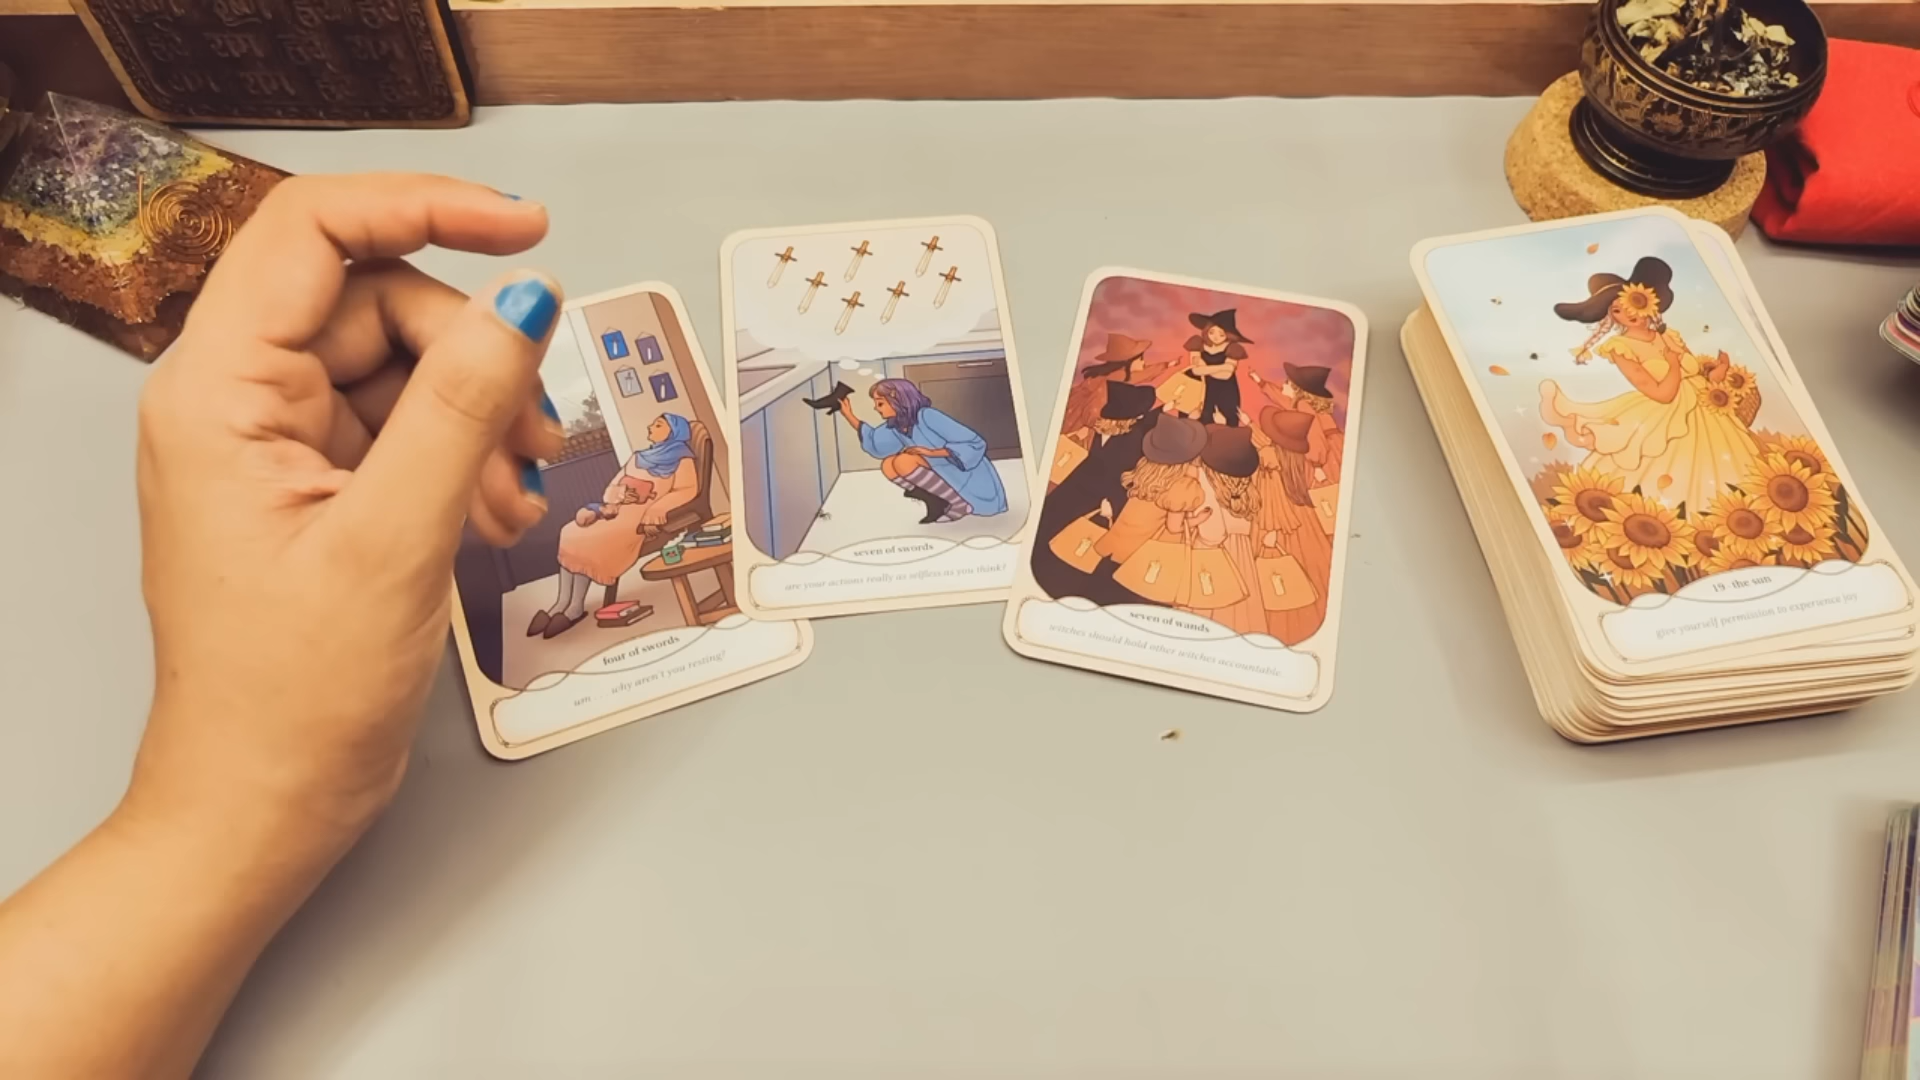 four of swords
um . . . why aren't you resting?
seven of swords
are your actions really as selfless as you think?
seven of wands
witches should hold other witches accountable.
19 · the sun
give yourself permission to experience joy